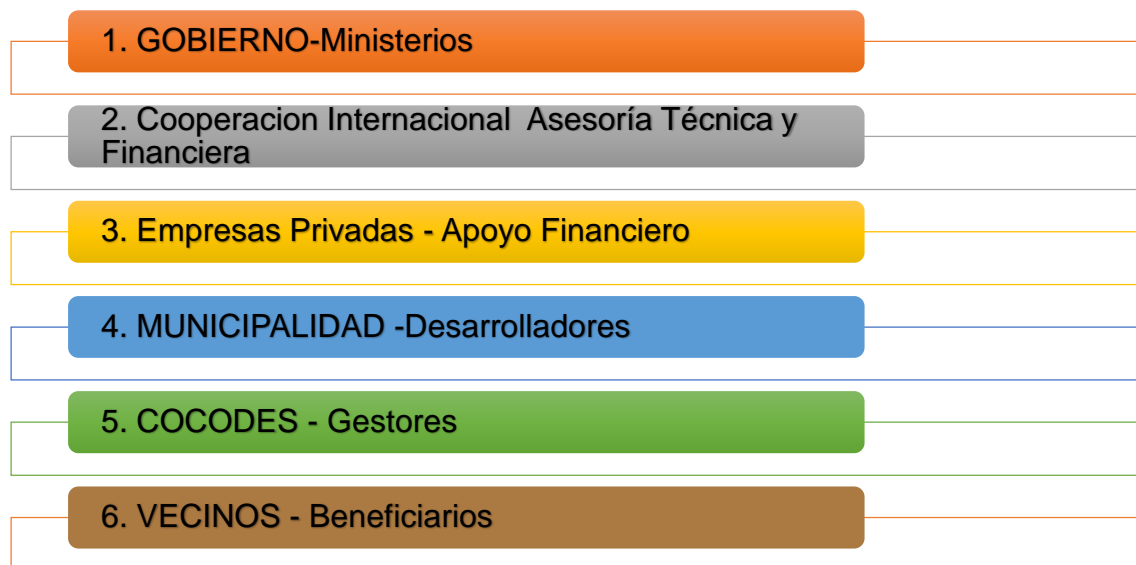 1. GOBIERNO-Ministerios
2. Cooperacion Internacional  Asesoría Técnica y
Financiera
3. Empresas Privadas - Apoyo Financiero
4. MUNICIPALIDAD -Desarrolladores
5. COCODES - Gestores
6. VECINOS - Beneficiarios